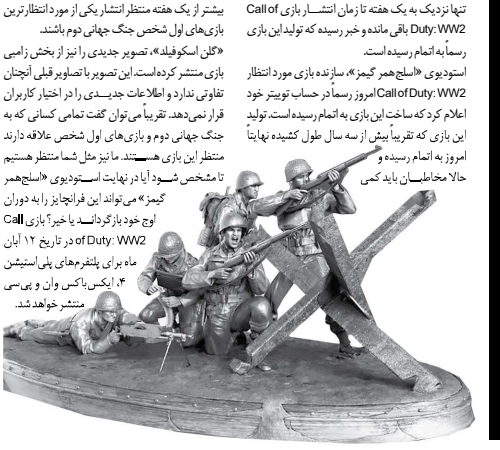 تنها نزدیک به یک هفته تا زمان انتشار بازی Call of
Duty: WW2 باقی مانده و خبر رسیده که تولید این بازی
رسماً به اتمام رسیده است.
استودیوی «اسلج‌همر گیمز»، سازنده بازی مورد انتظار
Call of Duty: WW2 امروز رسماً در حساب توییتر خود
اعلام کرد که ساخت این بازی به اتمام رسیده است. تولید
این بازی که تقریباً بیش از سه سال طول کشیده نهایتاً
امروز به اتمام رسیده و
حالا مخاطبان باید کمی
بیشتر از یک هفته منتظر انتشار یکی از مورد انتظارترین
بازی‌های اول شخص جنگ جهانی دوم باشند.
«گلن اسکوفیلد»، تصویر جدیدی را نیز از بخش زامبی
بازی منتشر کرده است. این تصویر با تصاویر قبلی آنچنان
تفاوتی ندارد و اطلاعات جدیدی را در اختیار کاربران
قرار نمی‌دهد. تقریباً می‌توان گفت تمامی کسانی که به
جنگ جهانی دوم و بازی‌های اول شخص علاقه دارند
منتظر این بازی هستند. ما نیز مثل شما منتظر هستیم
تا مشخص شود آیا در نهایت استودیوی «اسلج‌همر
گیمز» می‌تواند این فرانچایز را به دوران
اوج خود بازگرداند یا خیر؟ بازی Call
of Duty: WW2 در تاریخ ۱۲ آبان
ماه برای پلتفرم‌های پلی‌استیشن
۴، ایکس‌باکس وان و پی‌سی
منتشر خواهد شد.